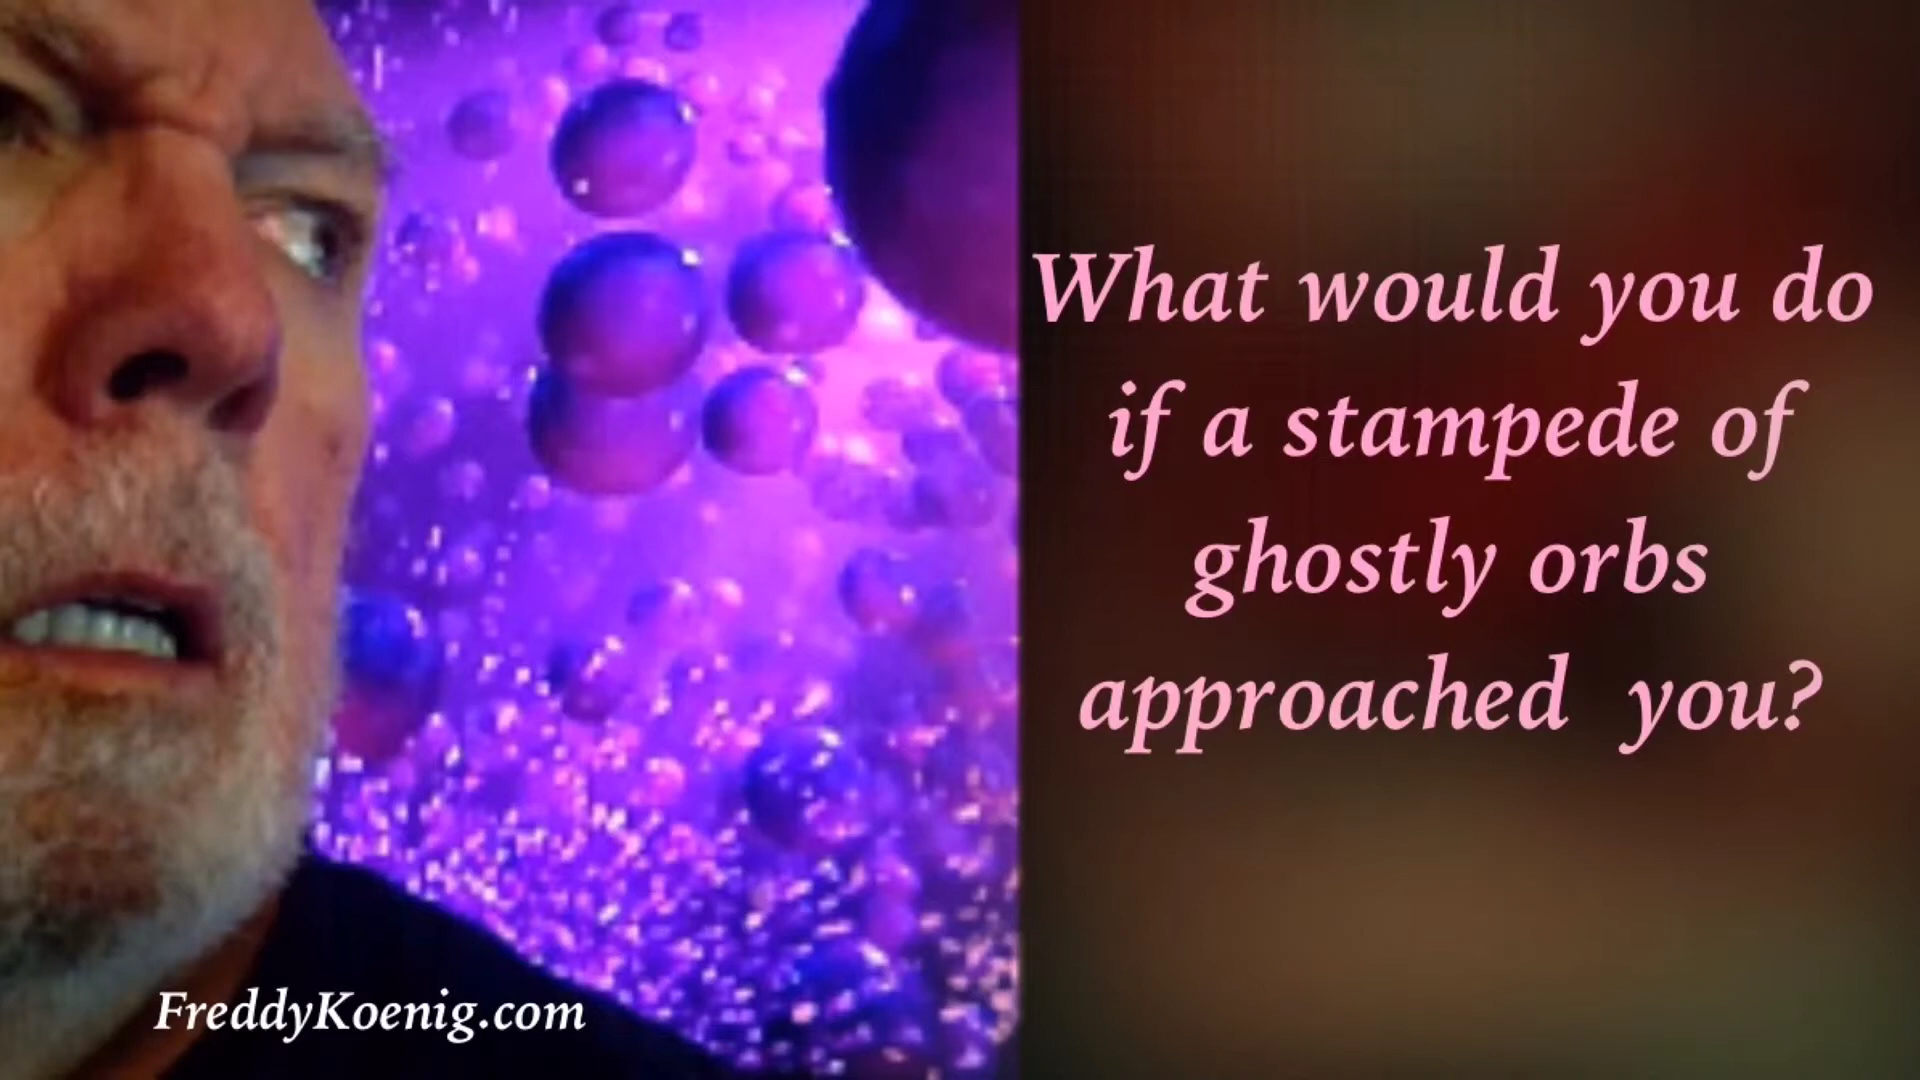 What would you do
if a stampede of
ghostly orbs
approached  you?
FreddyKoenig.com